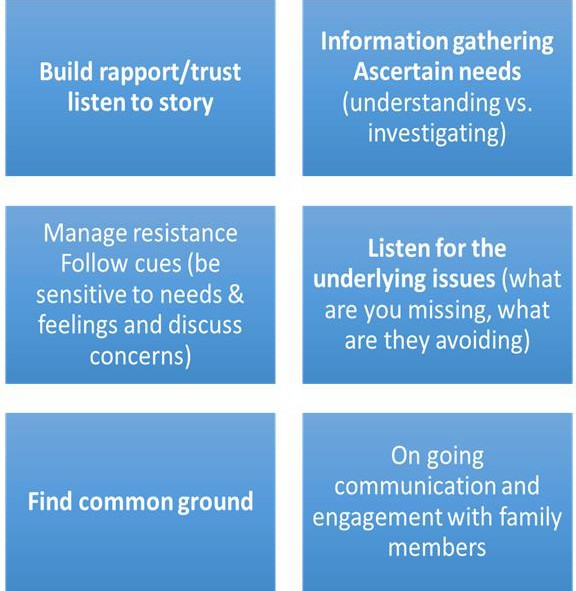 Build rapport/trust
listen to story
Information gathering
Ascertain needs
(understanding vs.
investigating)
Manage resistance
Follow cues (be
sensitive to needs &
feelings and discuss
concerns)
Listen for the
underlying issues (what
are you missing, what
are they avoiding)
Find common ground
On going
communication and
engagement with family
members